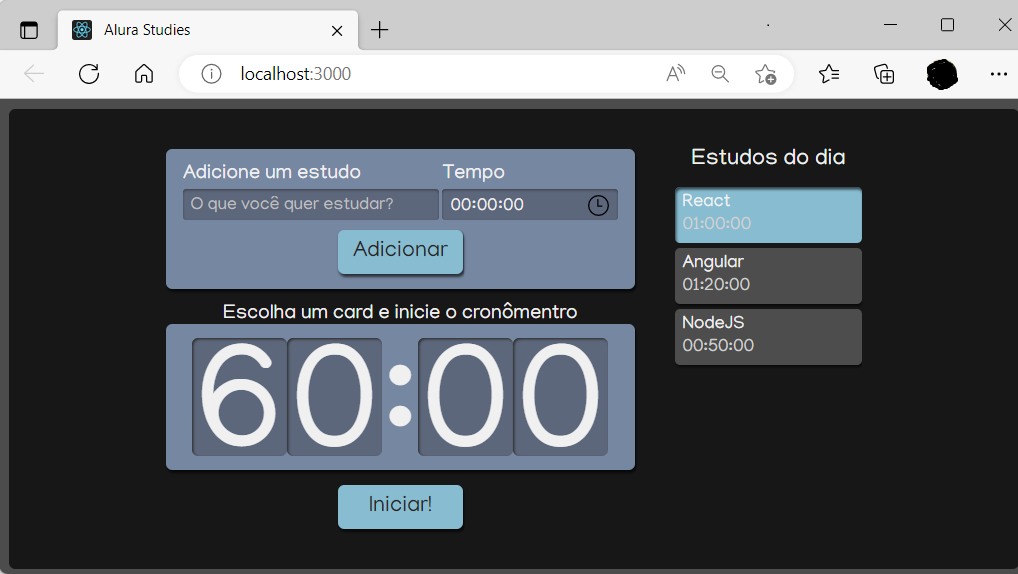 Alura Studies
localhost:3000
Adicione um estudo
Tempo
O que você quer estudar?
00:00:00
Adicionar
Escolha um card e inicie o cronômentro
60:00
Iniciar!
Estudos do dia
React
01:00:00
Angular
01:20:00
NodeJS
00:50:00